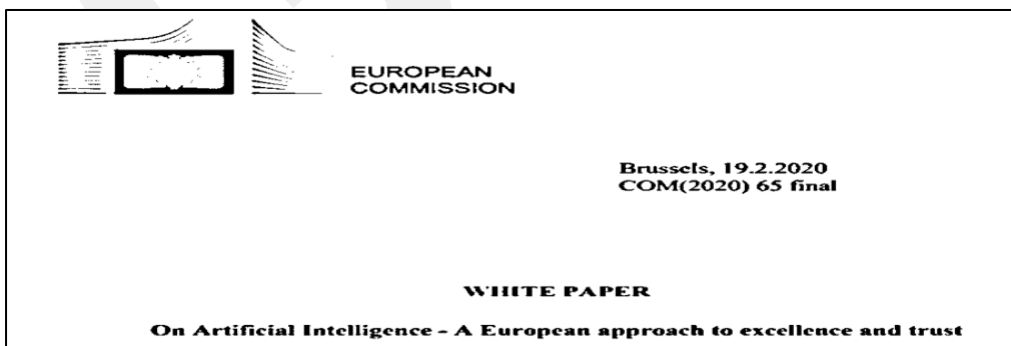 EUROPEAN
COMMISSION
Brussels, 19.2.2020
COM(2020) 65 final
WHITE PAPER
On Artificial Intelligence - A European approach to excellence and trust